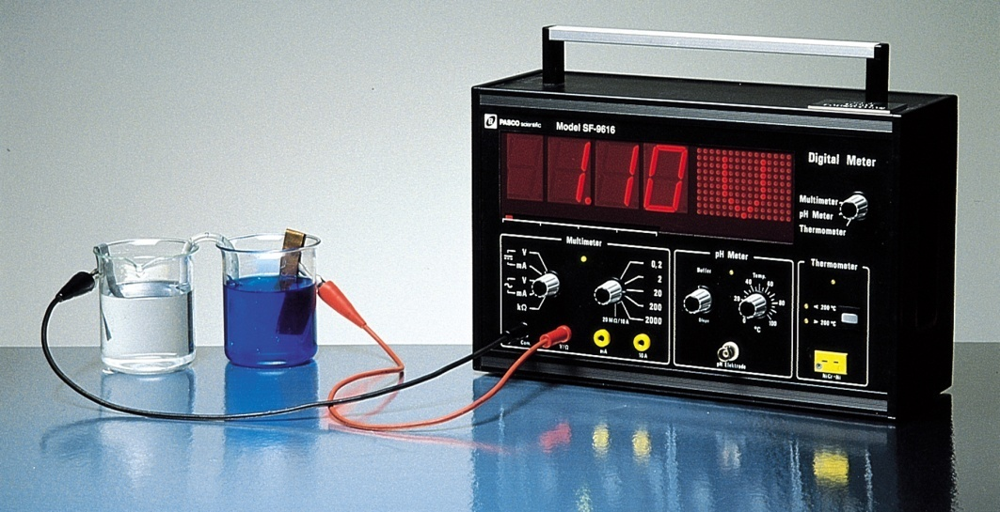 PASCO scientific Model SF-9616
1.10 V
Digital Meter
Multimeter
pH Meter
Thermometer
Multimeter
V
mA
V
mA
kΩ
0,2
2
20
200
2000
20 MΩ/10 A
Com.
V/Ω
mA
10A
pH Meter
Buffer
Temp.
20
40
60
80
100
°C
Slope
pH Elektrode
Thermometer
< 200 °C
> 200 °C
NiCr-Ni